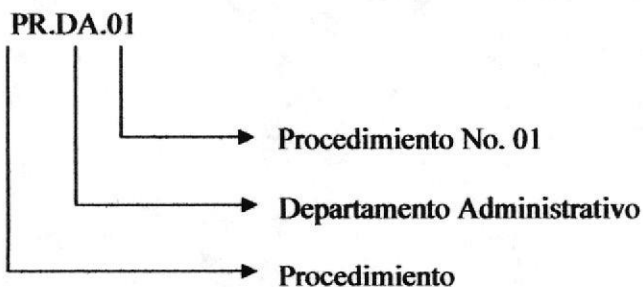 PR.DA.01
Procedimiento No. 01
Departamento Administrativo
Procedimiento